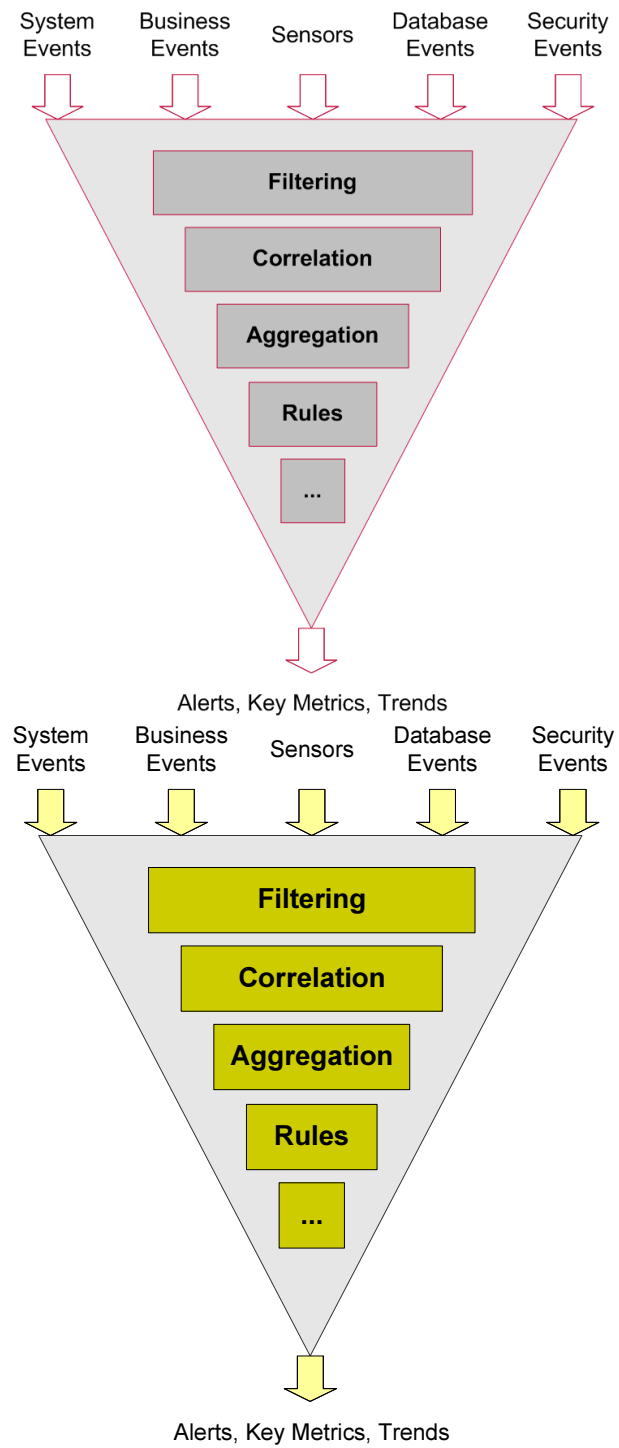 System Business Sensors Database Security
Events Events Events Events
Filtering
Correlation
Aggregation
Rules
...
Alerts, Key Metrics, Trends
System Business Sensors Database Security
Events Events Events Events
Filtering
Correlation
Aggregation
Rules
...
Alerts, Key Metrics, Trends